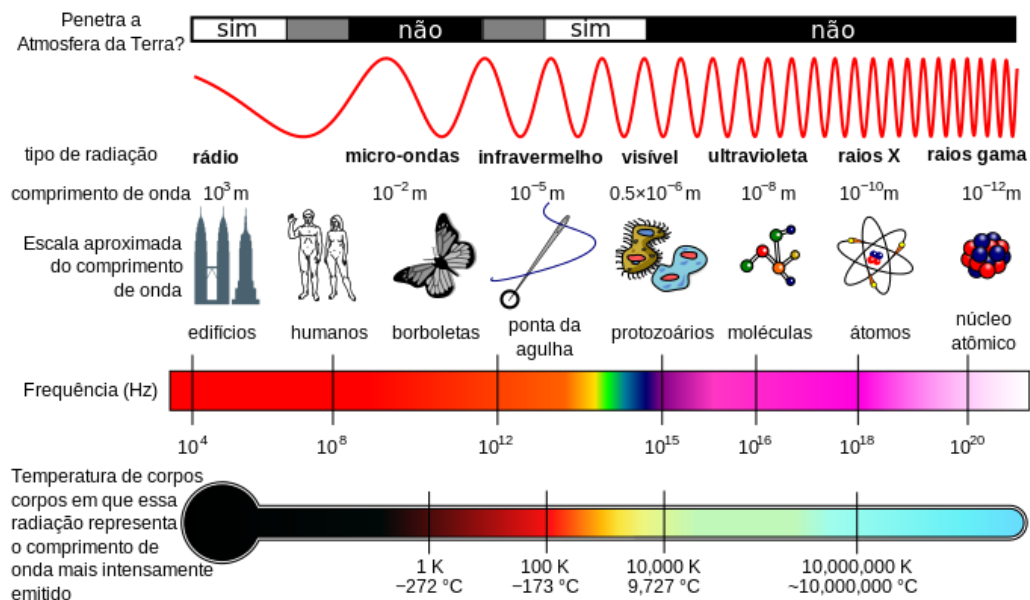 Penetra a
Atmosfera da Terra?
sim não sim não
tipo de radiação rádio micro-ondas infravermelho visível ultravioleta raios X raios gama
comprimento de onda 10³ m 10⁻² m 10⁻⁵ m 0.5×10⁻⁶ m 10⁻⁸ m 10⁻¹⁰ m 10⁻¹² m
Escala aproximada
do comprimento
de onda
edifícios humanos borboletas ponta da
agulha protozoários moléculas átomos núcleo
atômico
Frequência (Hz)
10⁴ 10⁸ 10¹² 10¹⁵ 10¹⁶ 10¹⁸ 10²⁰
Temperatura de corpos
corpos em que essa
radiação representa
o comprimento de
onda mais intensamente
emitido
1 K 100 K 10,000 K 10,000,000 K
−272 °C −173 °C 9,727 °C ~10,000,000 °C